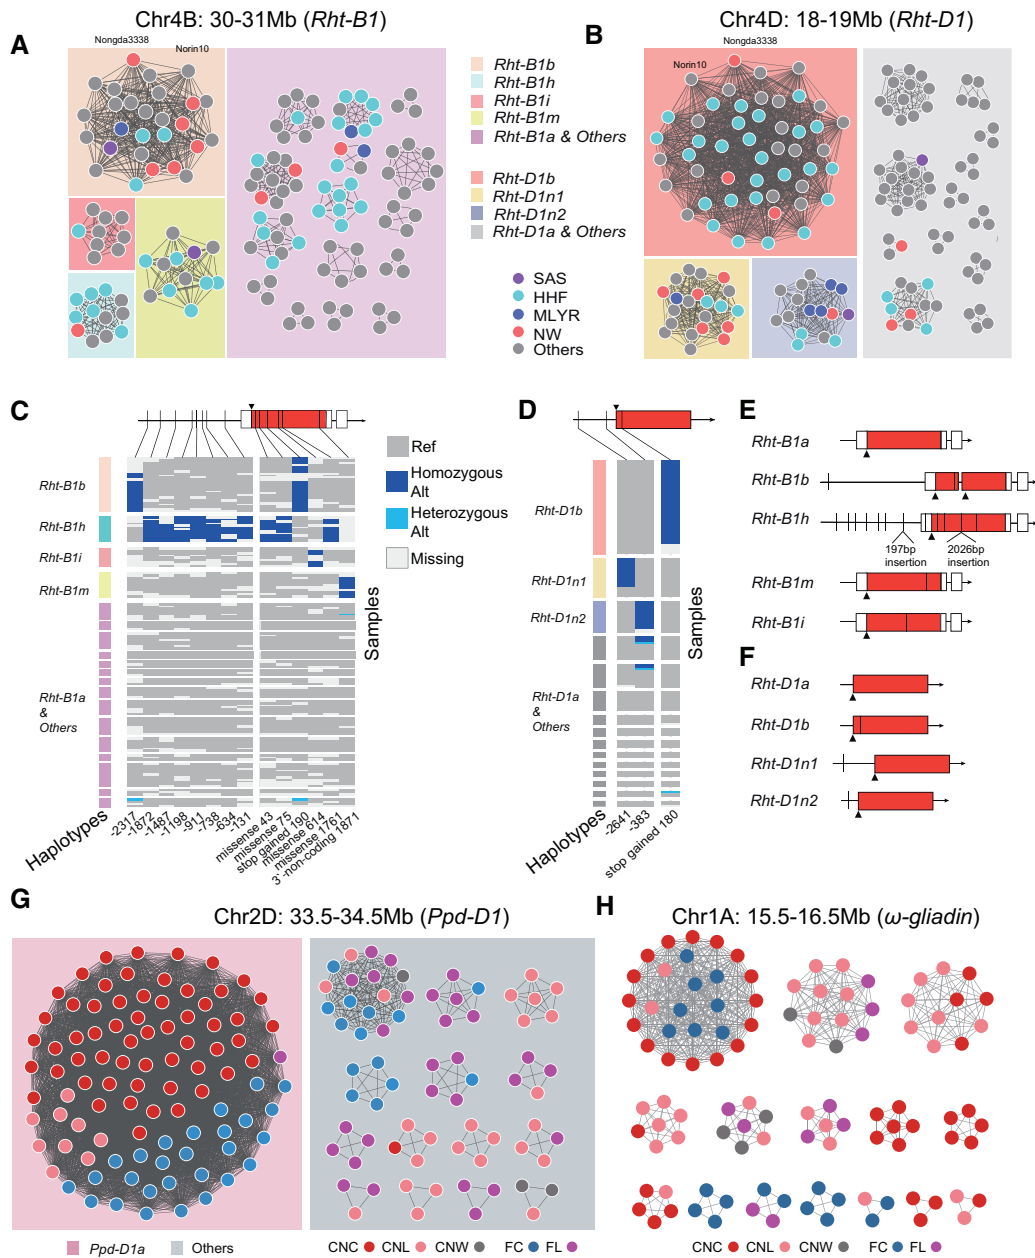 Chr4B: 30-31Mb (Rht-B1)
Chr4D: 18-19Mb (Rht-D1)
A
Nongda3338
Norin10
Rht-B1b
Rht-B1h
Rht-B1i
Rht-B1m
Rht-B1a & Others
Rht-D1b
Rht-D1n1
Rht-D1n2
Rht-D1a & Others
SAS
HHF
MLYR
NW
Others
B
Nongda3338
Norin10
C
Rht-B1b
Rht-B1h
Rht-B1i
Rht-B1m
Rht-B1a
&
Others
Haplotypes
-2317
-1872
-1467
-1198
-911
-738
-634
-131
missense 43
missense 75
stop gained 190
missense 614
missense 1761
3'-non-coding 1871
Samples
Ref
Homozygous
Alt
Heterozygous
Alt
Missing
D
Rht-D1b
Rht-D1n1
Rht-D1n2
Rht-D1a
&
Others
Haplotypes
-2641
-383
stop gained 180
Samples
E
Rht-B1a
Rht-B1b
Rht-B1h
197bp
insertion
2026bp
insertion
Rht-B1m
Rht-B1i
F
Rht-D1a
Rht-D1b
Rht-D1n1
Rht-D1n2
G
Chr2D: 33.5-34.5Mb (Ppd-D1)
Ppd-D1a
Others
CNC
CNL
CNW
FC
FL
H
Chr1A: 15.5-16.5Mb (ω-gliadin)
CNC
CNL
CNW
FC
FL